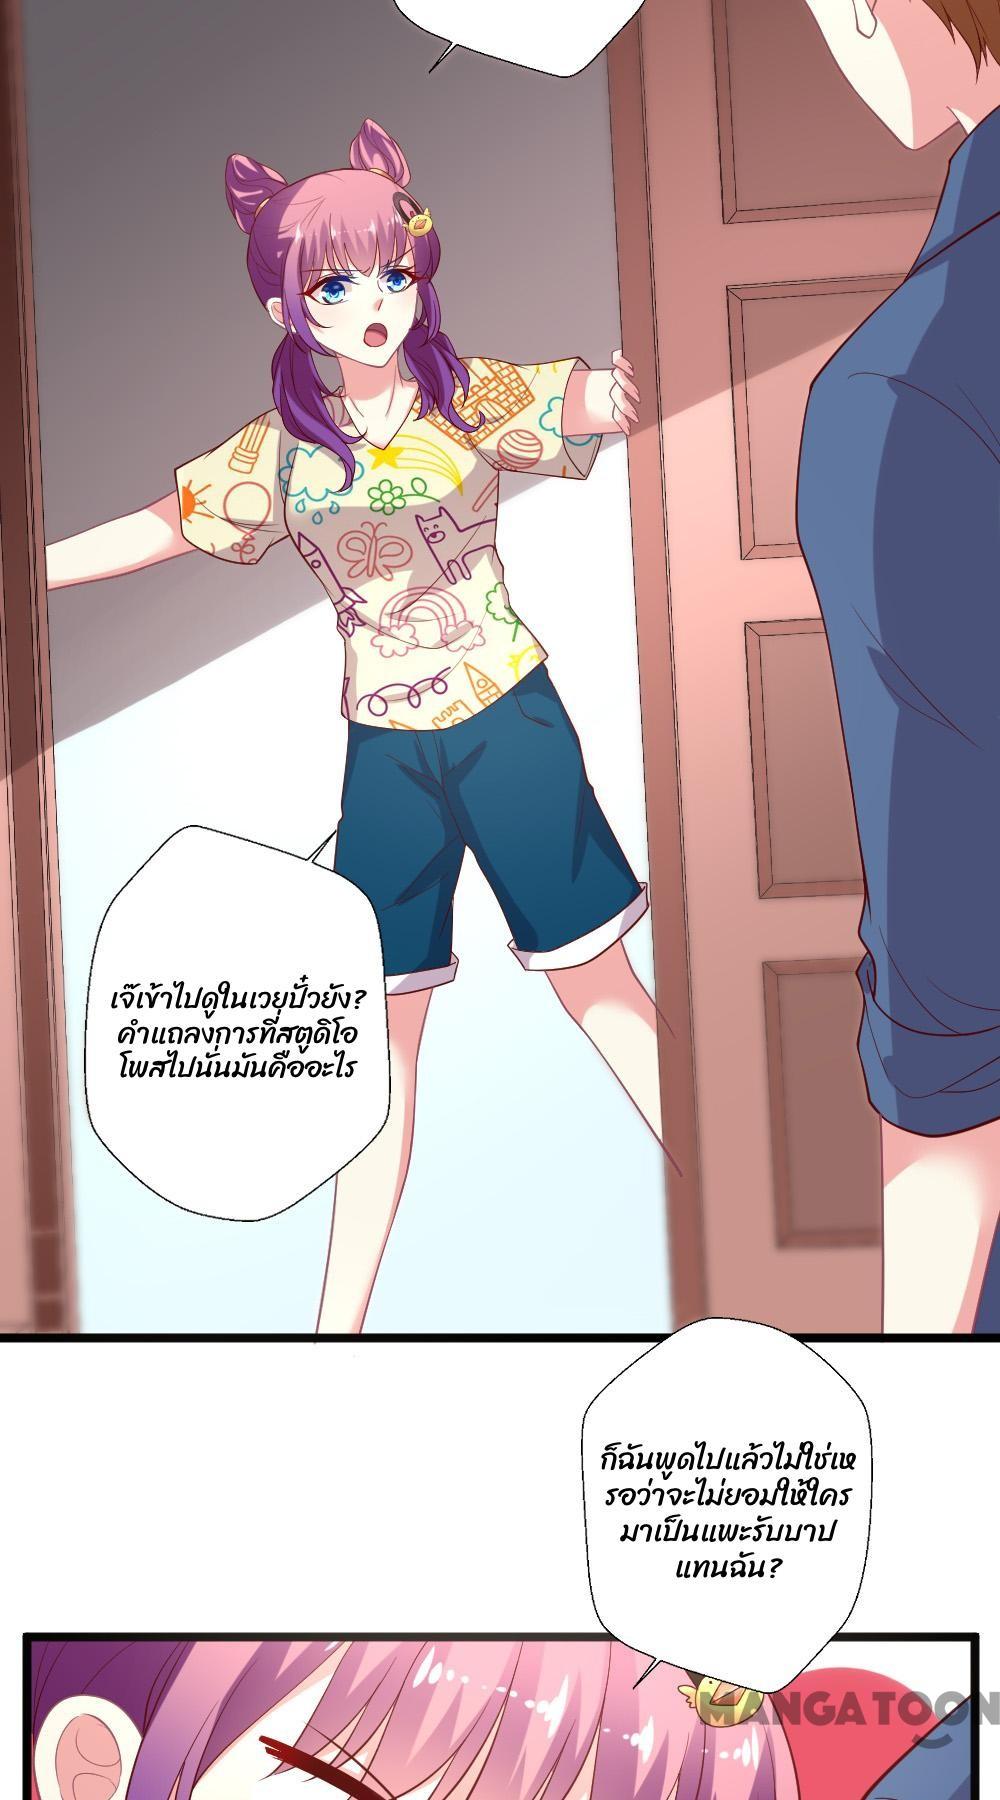 เจ๊เข้าไปดูในเวยปั๋วยัง?
คำแถลงการที่สตูดิโอ
โพสไปนั่นมันคืออะไร
ก็ฉันพูดไปแล้วไม่ใช่เห
รอว่าจะไม่ยอมให้ใคร
มาเป็นแพะรับบาป
แทนฉัน?
MANGATOON